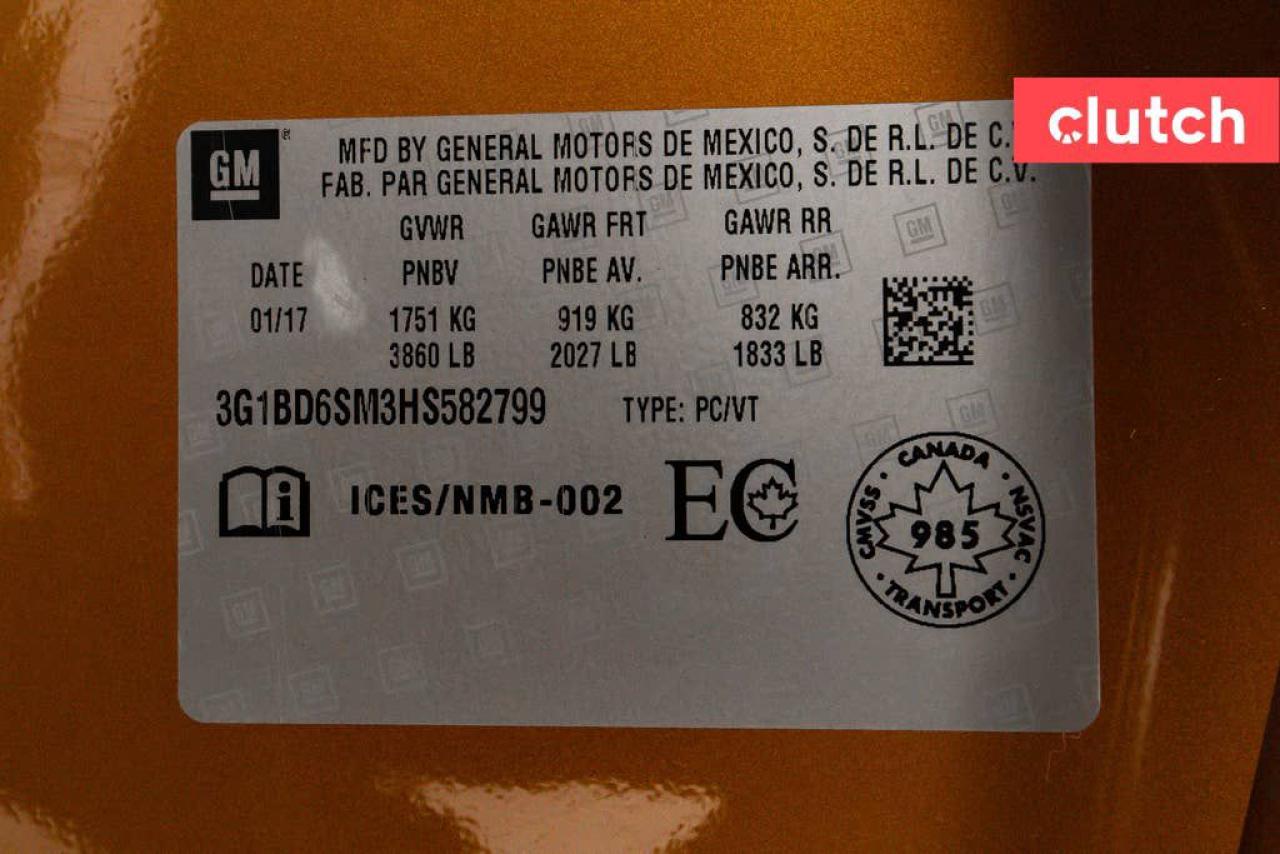 clutch
GM ®
MFD BY GENERAL MOTORS DE MEXICO, S. DE R.L. DE C.
FAB. PAR GENERAL MOTORS DE MEXICO, S. DE R.L. DE C.V.
GVWR GAWR FRT GAWR RR
DATE PNBV PNBE AV. PNBE ARR.
01/17 1751 KG 919 KG 832 KG
3860 LB 2027 LB 1833 LB
3G1BD6SM3HS582799 TYPE: PC/VT
i ICES/NMB-002 EC
CANADA
CMVSS 985 NSVAC
TRANSPORT